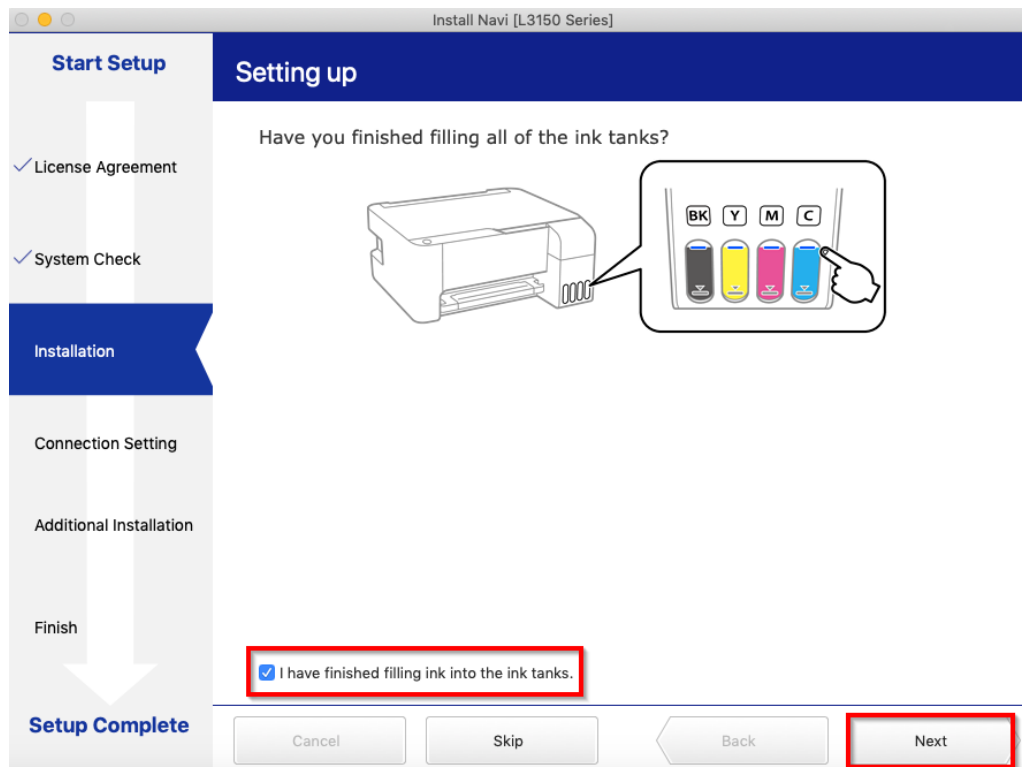 Install Navi [L3150 Series]
Start Setup
License Agreement
System Check
Installation
Connection Setting
Additional Installation
Finish
Setup Complete
Setting up
Have you finished filling all of the ink tanks?
BK Y M C
I have finished filling ink into the ink tanks.
Cancel Skip Back Next